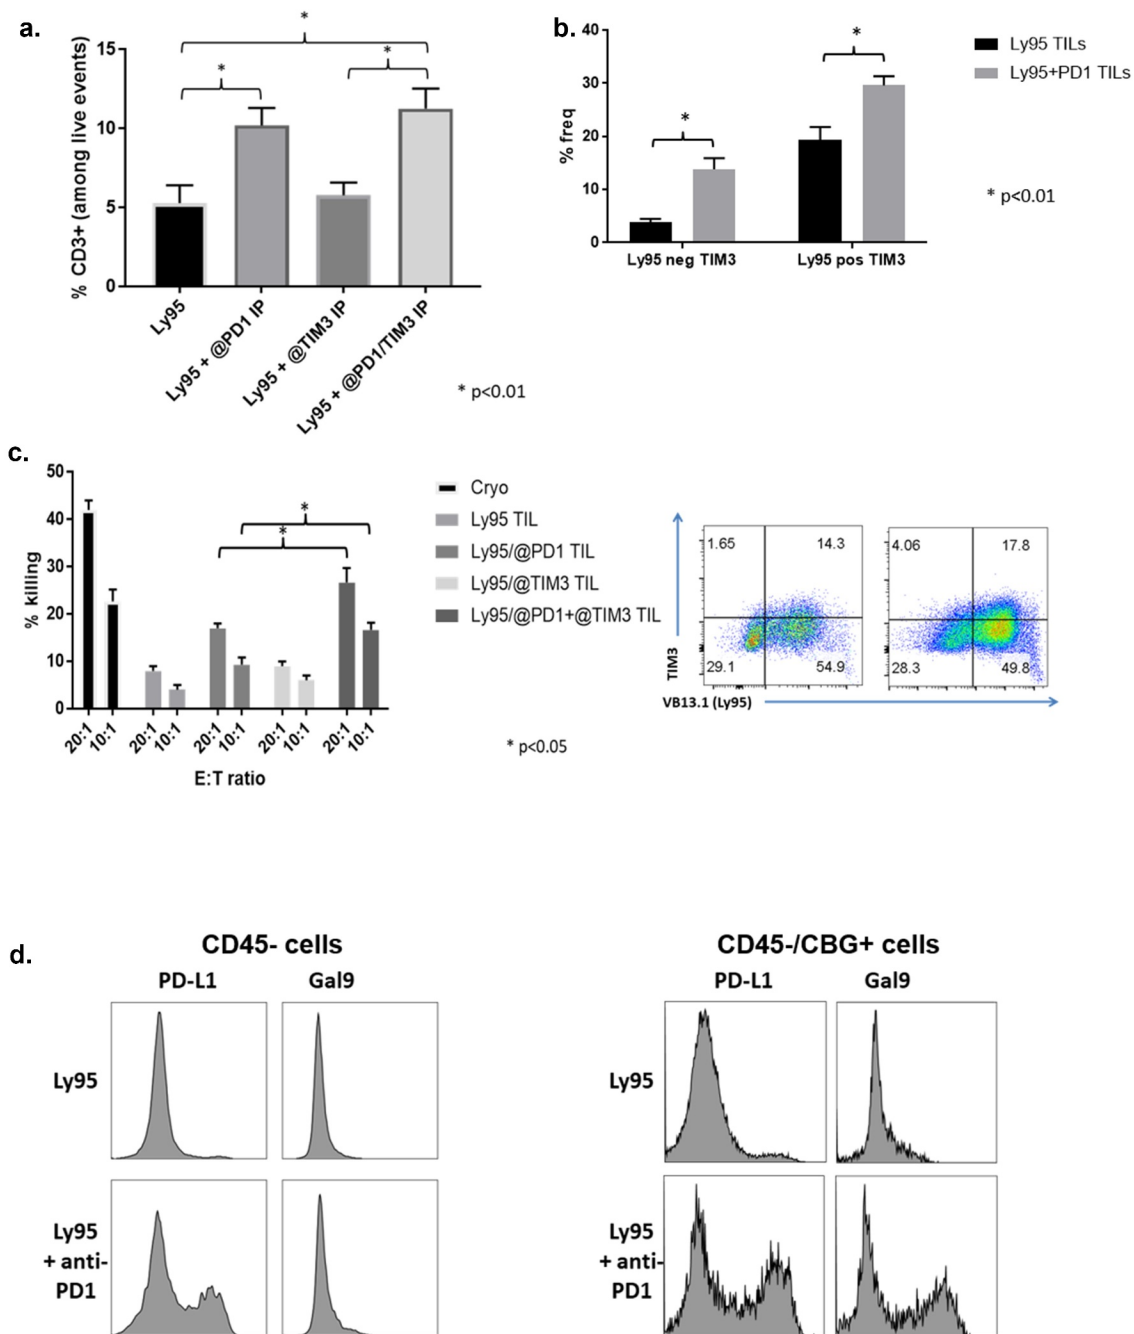 a.
*
*
*
15
10
5
0
% CD3+ (among live events)
Ly95
Ly95 + @PD1 IP
Ly95 + @TIM3 IP
Ly95 + @PD1/TIM3 IP
* p<0.01
b.
40
30
20
10
0
% freq
*
*
Ly95 neg TIM3
Ly95 pos TIM3
Ly95 TILs
Ly95+PD1 TILs
* p<0.01
c.
50
40
30
20
10
0
% killing
*
*
20:1
10:1
20:1
10:1
20:1
10:1
20:1
10:1
20:1
10:1
E:T ratio
Cryo
Ly95 TIL
Ly95/@PD1 TIL
Ly95/@TIM3 TIL
Ly95/@PD1+@TIM3 TIL
* p<0.05
1.65
14.3
29.1
54.9
4.06
17.8
28.3
49.8
TIM3
VB13.1 (Ly95)
d.
CD45- cells
PD-L1
Gal9
Ly95
Ly95
+ anti-
PD1
CD45-/CBG+ cells
PD-L1
Gal9
Ly95
Ly95
+ anti-
PD1